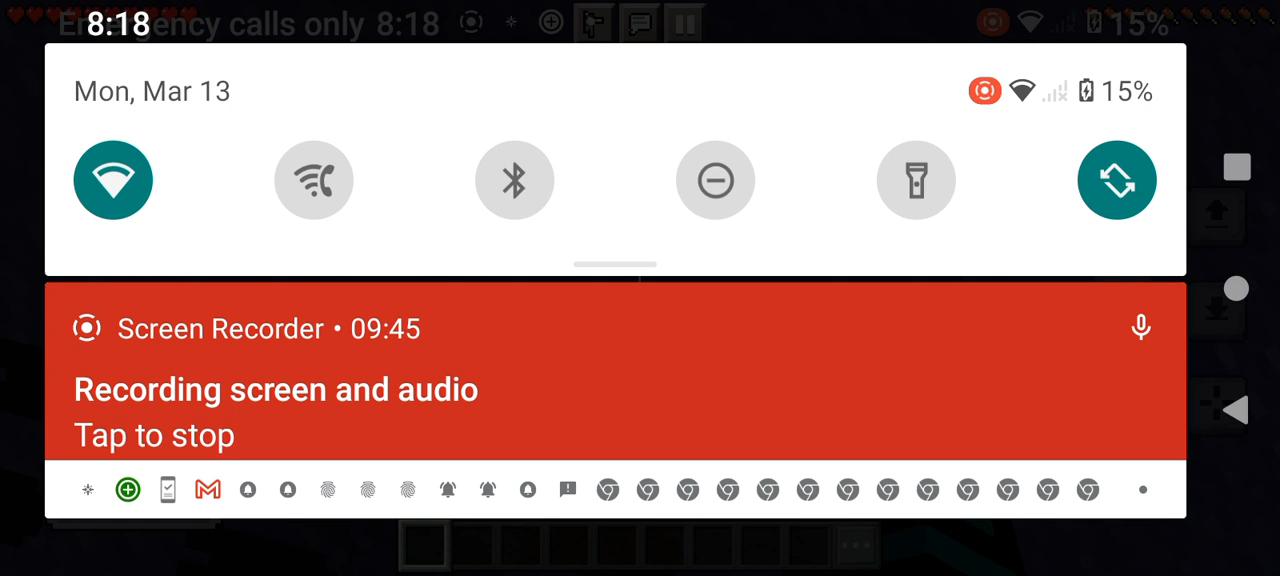 Emergency calls only 8:18
8:18
15%
Mon, Mar 13
15%
Screen Recorder • 09:45
Recording screen and audio
Tap to stop